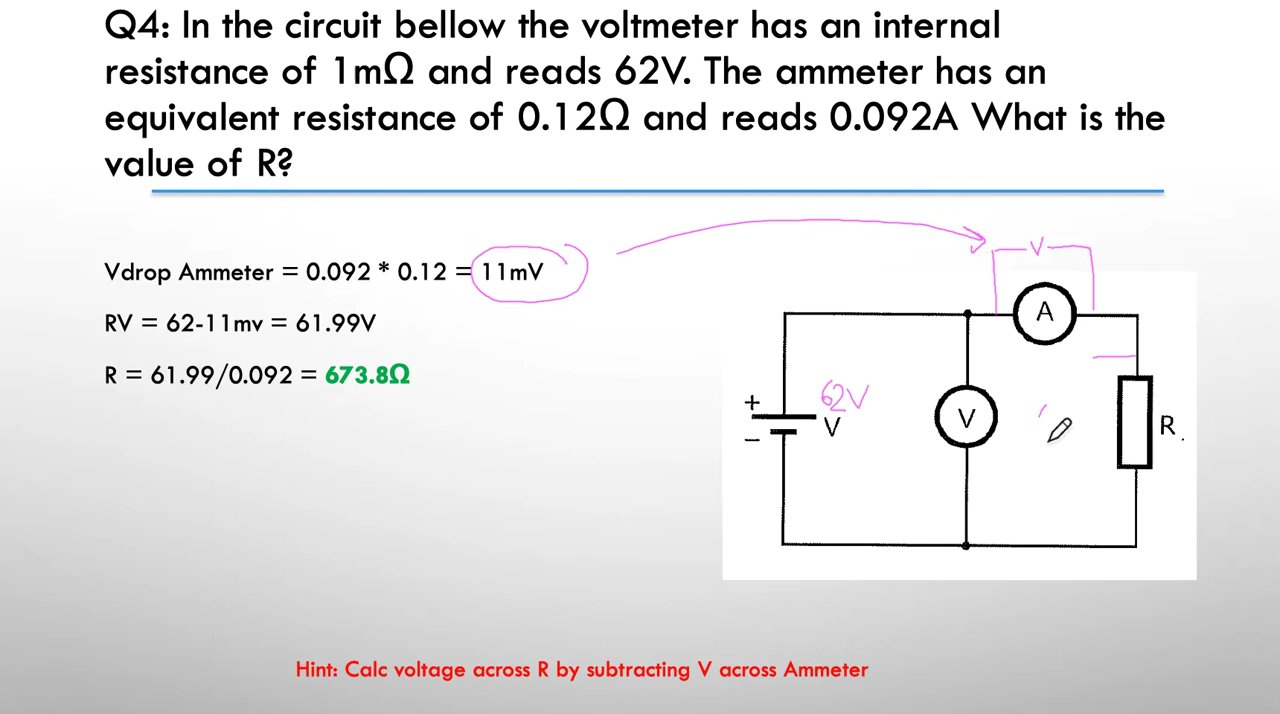 Q4: In the circuit bellow the voltmeter has an internal
resistance of 1mΩ and reads 62V. The ammeter has an
equivalent resistance of 0.12Ω and reads 0.092A What is the
value of R?
Vdrop Ammeter = 0.092 * 0.12 = 11mV
RV = 62-11mv = 61.99V
R = 61.99/0.092 = 673.8Ω
V
A
+
62V
V
−
V
R.
Hint: Calc voltage across R by subtracting V across Ammeter